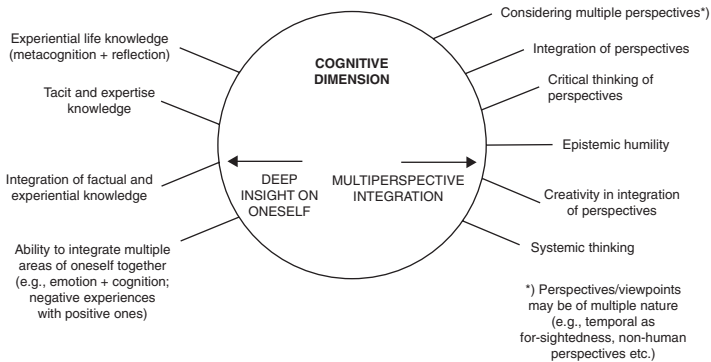 COGNITIVE
DIMENSION
DEEP
INSIGHT ON
ONESELF
MULTIPERSPECTIVE
INTEGRATION
Experiential life knowledge
(metacognition + reflection)
Tacit and expertise
knowledge
Integration of factual and
experiential knowledge
Ability to integrate multiple
areas of oneself together
(e.g., emotion + cognition;
negative experiences
with positive ones)
Considering multiple perspectives*)
Integration of perspectives
Critical thinking of
perspectives
Epistemic humility
Creativity in integration
of perspectives
Systemic thinking
*) Perspectives/viewpoints
may be of multiple nature
(e.g., temporal as
for-sightedness, non-human
perspectives etc.)